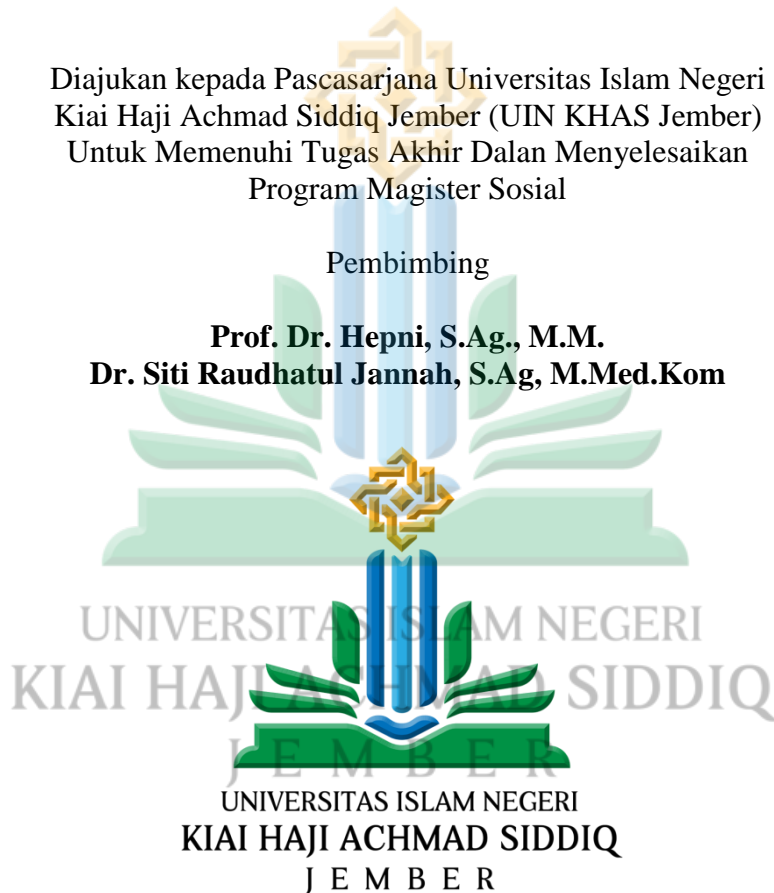 Diajukan kepada Pascasarjana Universitas Islam Negeri
Kiai Haji Achmad Siddiq Jember (UIN KHAS Jember)
Untuk Memenuhi Tugas Akhir Dalan Menyelesaikan
Program Magister Sosial
Pembimbing
Prof. Dr. Hepni, S.Ag., M.M.
Dr. Siti Raudhatul Jannah, S.Ag, M.Med.Kom
UNIVERSITAS ISLAM NEGERI
KIAI HAJI ACHMAD SIDDIQ
JEMBER
UNIVERSITAS ISLAM NEGERI
KIAI HAJI ACHMAD SIDDIQ
JEMBER